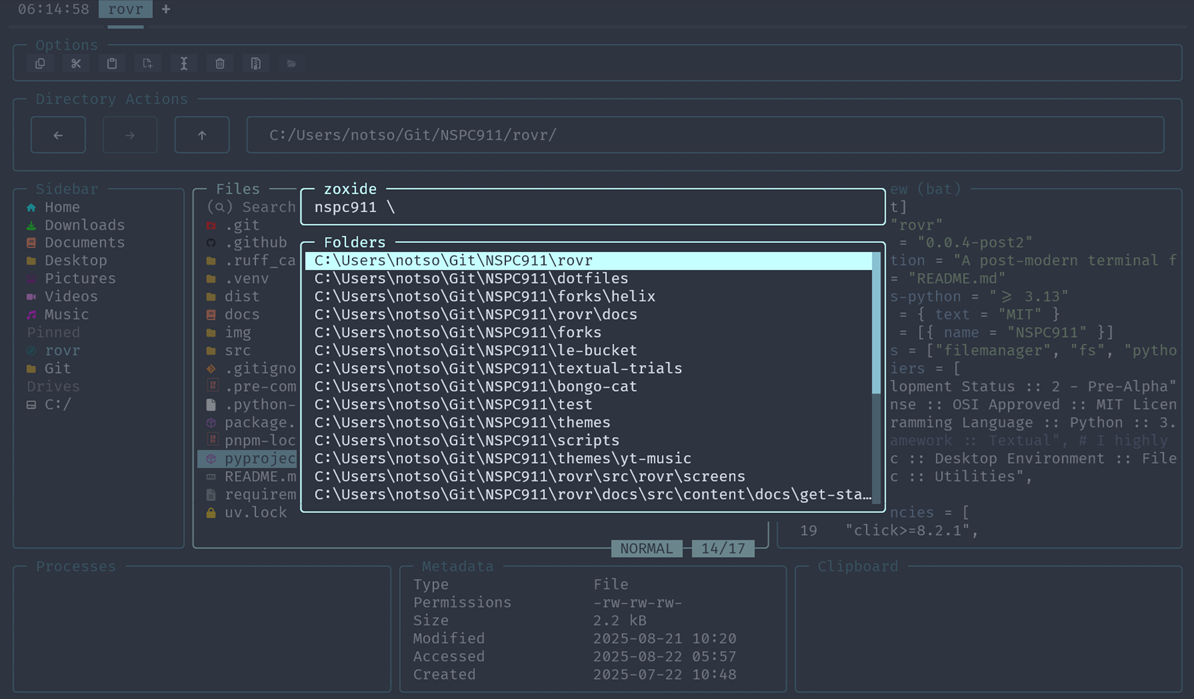 06:14:58 rovr +
Options
Directory Actions
← → ↑ C:/Users/notso/Git/NSPC911/rovr/
Sidebar
Home
Downloads
Documents
Desktop
Pictures
Videos
Music
Pinned
rovr
Git
Drives
C:/
Files
Search
.git
.github
.ruff_ca
.venv
dist
docs
img
src
.gitigno
.pre-com
.python-
package.
pnpm-loc
pyprojec
README.m
requirem
uv.lock
NORMAL 14/17
zoxide
nspc911 \
Folders
C:\Users\notso\Git\NSPC911\rovr
C:\Users\notso\Git\NSPC911\dotfiles
C:\Users\notso\Git\NSPC911\forks\helix
C:\Users\notso\Git\NSPC911\rovr\docs
C:\Users\notso\Git\NSPC911\forks
C:\Users\notso\Git\NSPC911\le-bucket
C:\Users\notso\Git\NSPC911\textual-trials
C:\Users\notso\Git\NSPC911\bongo-cat
C:\Users\notso\Git\NSPC911\test
C:\Users\notso\Git\NSPC911\themes
C:\Users\notso\Git\NSPC911\scripts
C:\Users\notso\Git\NSPC911\themes\yt-music
C:\Users\notso\Git\NSPC911\rovr\src\rovr\screens
C:\Users\notso\Git\NSPC911\rovr\docs\src\content\docs\get-sta…
ew (bat)
t]
"rovr"
= "0.0.4-post2"
tion = "A post-modern terminal f
= "README.md"
s-python = ">= 3.13"
= { text = "MIT" }
= [{ name = "NSPC911" }]
s = ["filemanager", "fs", "pytho
iers = [
lopment Status :: 2 - Pre-Alpha"
nse :: OSI Approved :: MIT Licen
ramming Language :: Python :: 3.
amework :: Textual", # I highly
c :: Desktop Environment :: File
c :: Utilities",
ncies = [
19 "click>=8.2.1",
Processes
Metadata
Type File
Permissions -rw-rw-rw-
Size 2.2 kB
Modified 2025-08-21 10:20
Accessed 2025-08-22 05:57
Created 2025-07-22 10:48
Clipboard